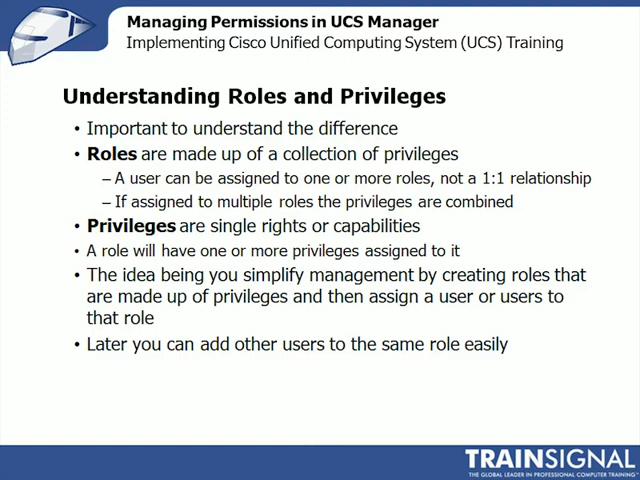 Managing Permissions in UCS Manager
Implementing Cisco Unified Computing System (UCS) Training
Understanding Roles and Privileges
• Important to understand the difference
• Roles are made up of a collection of privileges
– A user can be assigned to one or more roles, not a 1:1 relationship
– If assigned to multiple roles the privileges are combined
• Privileges are single rights or capabilities
• A role will have one or more privileges assigned to it
• The idea being you simplify management by creating roles that
are made up of privileges and then assign a user or users to
that role
• Later you can add other users to the same role easily
TRAINSIGNAL
THE GLOBAL LEADER IN PROFESSIONAL COMPUTER TRAINING™